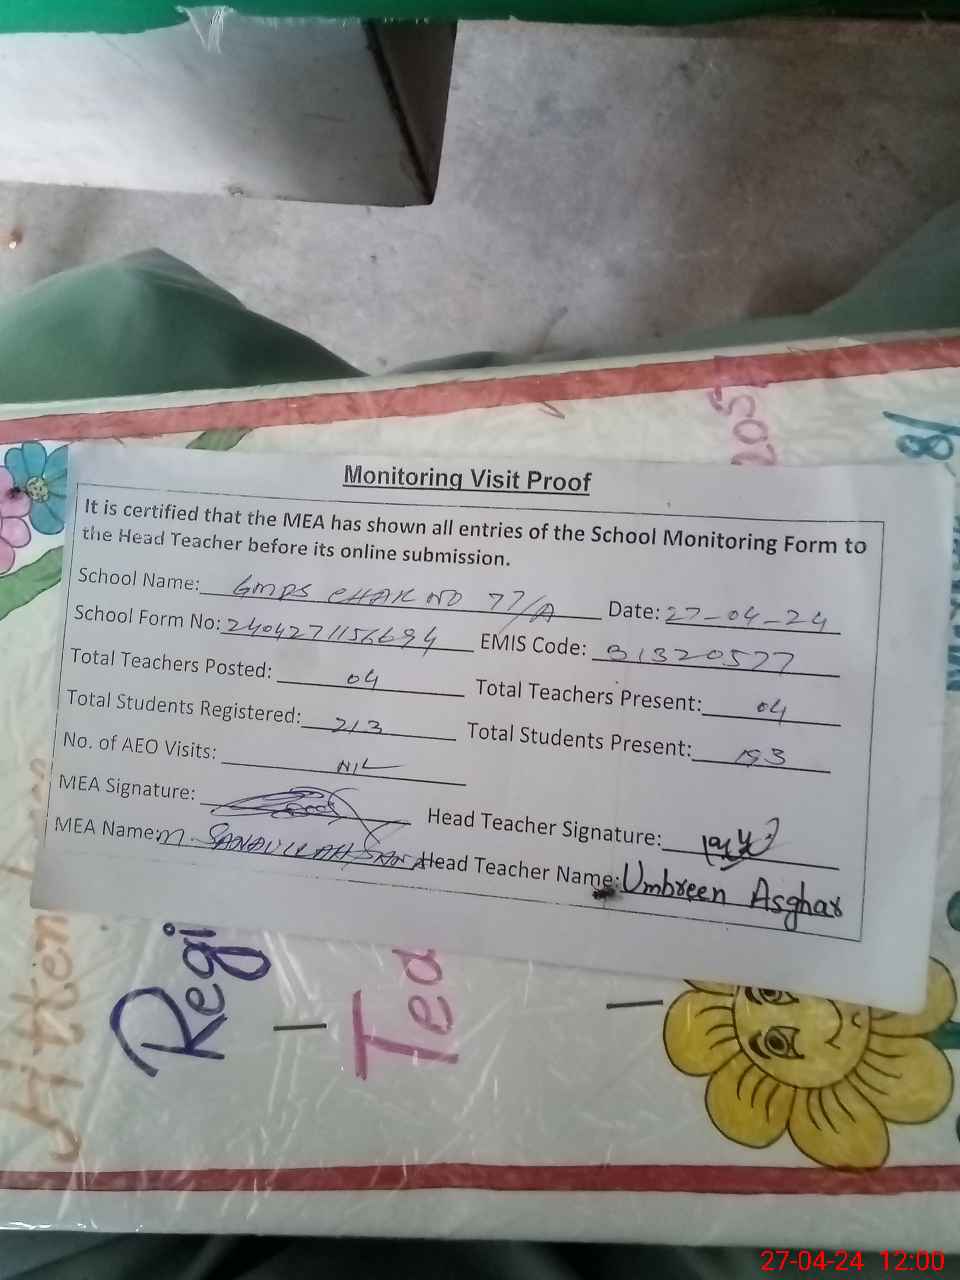 Monitoring Visit Proof
It is certified that the MEA has shown all entries of the School Monitoring Form to
the Head Teacher before its online submission.
School Name: GMPS CHAK NO 77/A Date: 27-04-24
School Form No: 2404271156694 EMIS Code: 31320577
Total Teachers Posted: 04 Total Teachers Present: 04
Total Students Registered: 213 Total Students Present: 193
No. of AEO Visits: NIL
MEA Signature: Head Teacher Signature:
MEA Name: M. SANAULLAH Head Teacher Name: Umbreen Asghar
Regi
Tea
27-04-24 12:00